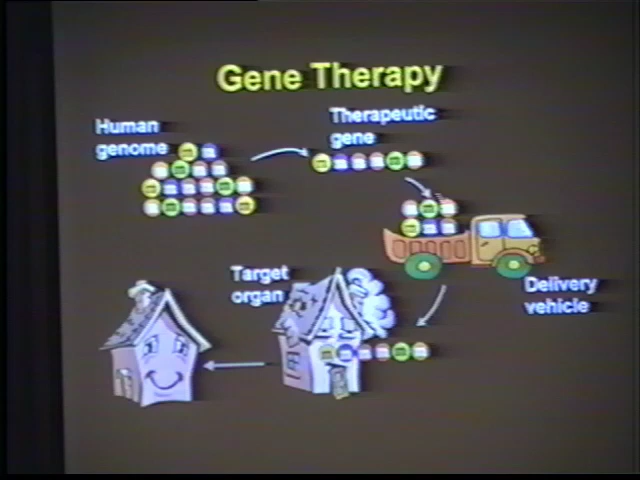 Gene Therapy
Human
genome
Therapeutic
gene
Delivery
vehicle
Target
organ